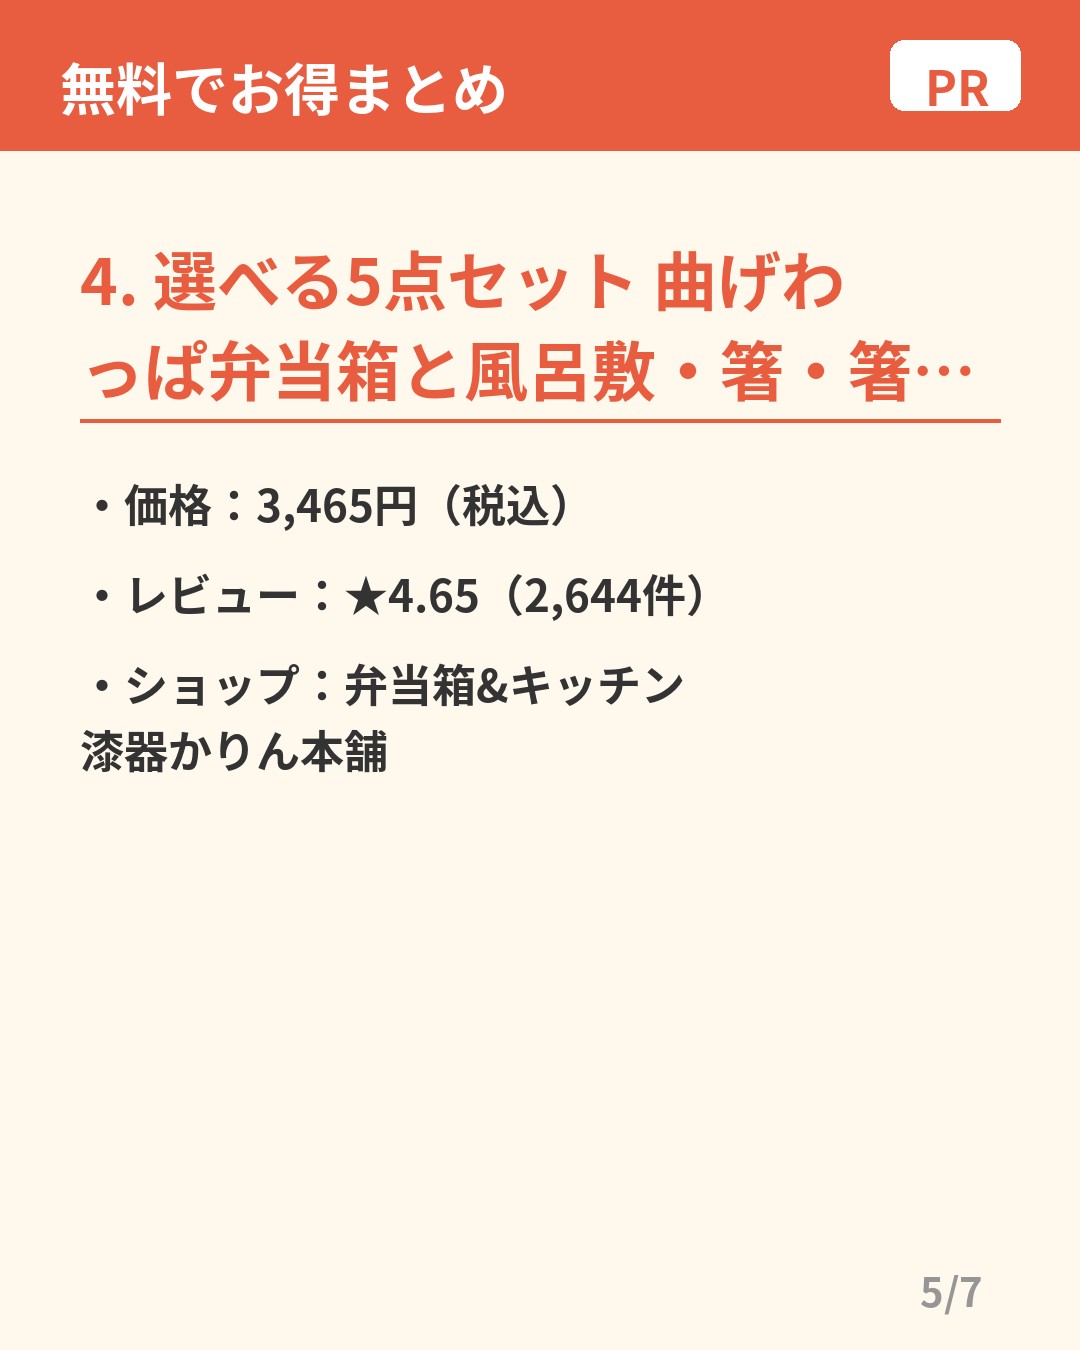 無料でお得まとめ
PR
4. 選べる5点セット 曲げわ
っぱ弁当箱と風呂敷・箸・箸…
・価格：3,465円（税込）
・レビュー：★4.65（2,644件）
・ショップ：弁当箱&キッチン
漆器かりん本舗
5/7